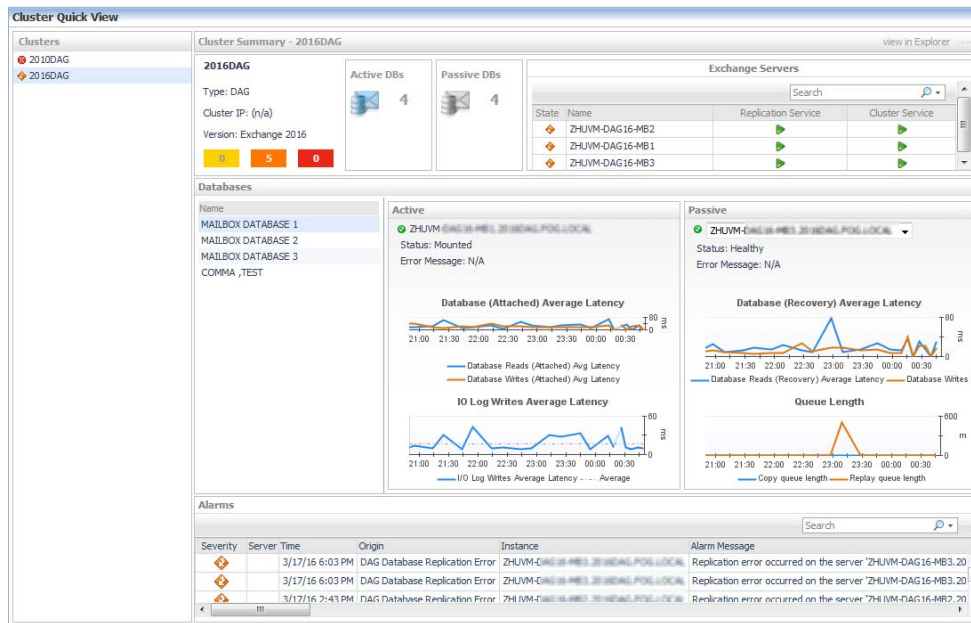 Cluster Quick View
Clusters
2010DAG
2016DAG
Cluster Summary - 2016DAG
view in Explorer
2016DAG
Type: DAG
Cluster IP: (n/a)
Version: Exchange 2016
0 5 0
Active DBs
4
Passive DBs
4
Exchange Servers
Search
State Name Replication Service Cluster Service
ZHUVM-DAG16-MB2
ZHUVM-DAG16-MB1
ZHUVM-DAG16-MB3
Databases
Name
MAILBOX DATABASE 1
MAILBOX DATABASE 2
MAILBOX DATABASE 3
COMMA ,TEST
Active
ZHUVM
Status: Mounted
Error Message: N/A
Database (Attached) Average Latency
80
0
ms
21:00 21:30 22:00 22:30 23:00 23:30 00:00 00:30
Database Reads (Attached) Avg Latency
Database Writes (Attached) Avg Latency
IO Log Writes Average Latency
60
0
ms
21:00 21:30 22:00 22:30 23:00 23:30 00:00 00:30
I/O Log Writes Average Latency Average
Passive
ZHUVM-
Status: Healthy
Error Message: N/A
Database (Recovery) Average Latency
80
0
ms
21:00 21:30 22:00 22:30 23:00 23:30 00:00 00:30
Database Reads (Recovery) Average Latency Database Writes
Queue Length
600
0
m
21:00 21:30 22:00 22:30 23:00 23:30 00:00 00:30
Copy queue length Replay queue length
Alarms
Search
Severity Server Time Origin Instance Alarm Message
3/17/16 6:03 PM DAG Database Replication Error ZHUVM- Replication error occurred on the server 'ZHUVM-DAG16-MB3.20
3/17/16 6:03 PM DAG Database Replication Error ZHUVM- Replication error occurred on the server 'ZHUVM-DAG16-MB3.20
3/17/16 2:43 PM DAG Database Replication Error ZHUVM- Replication error occurred on the server 'ZHUVM-DAG16-MB2.20